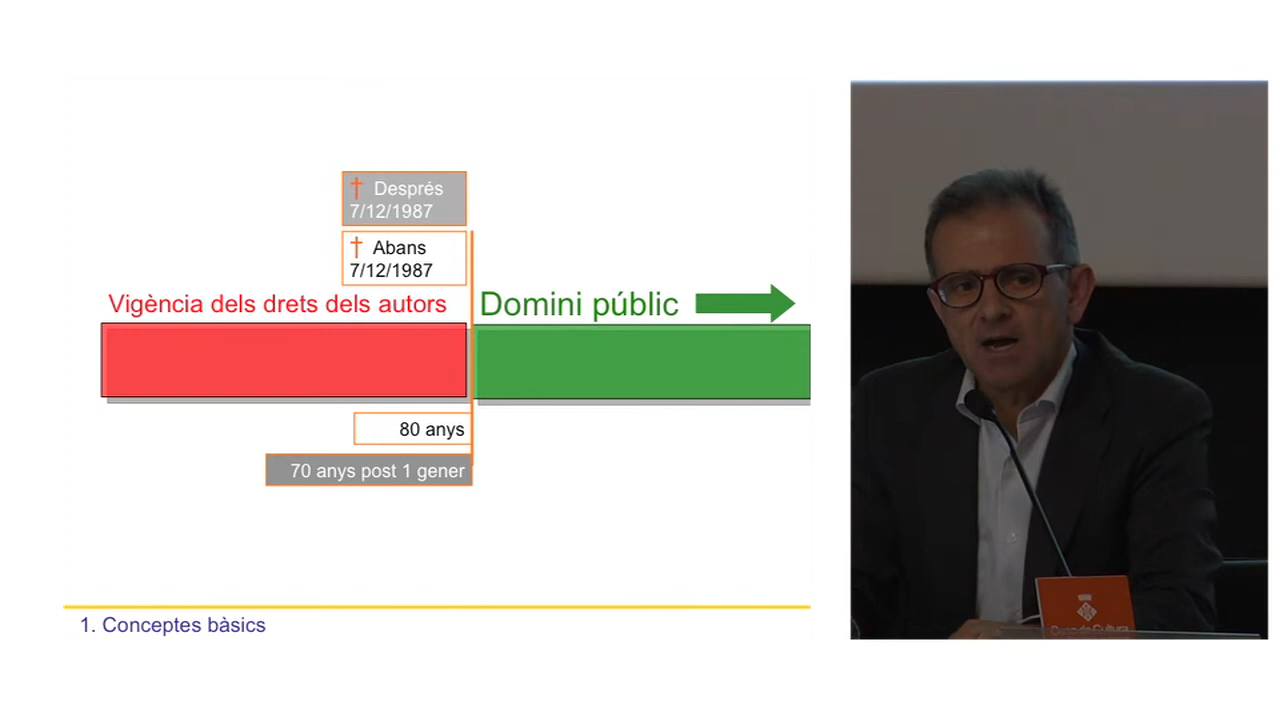 † Després
7/12/1987
† Abans
7/12/1987
Vigència dels drets dels autors
Domini públic
80 anys
70 anys post 1 gener
1. Conceptes bàsics
Cultura